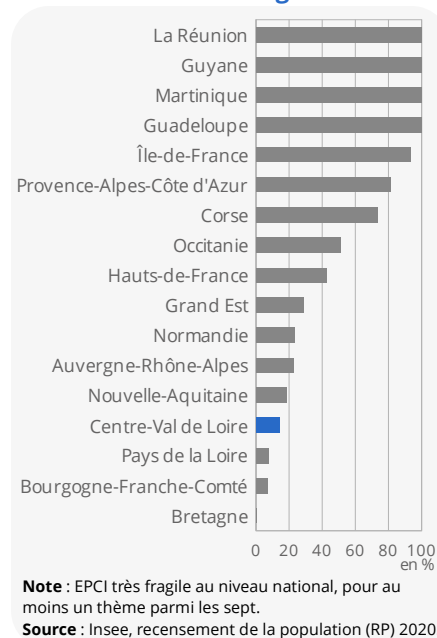 La Réunion
Guyane
Martinique
Guadeloupe
Île-de-France
Provence-Alpes-Côte d'Azur
Corse
Occitanie
Hauts-de-France
Grand Est
Normandie
Auvergne-Rhône-Alpes
Nouvelle-Aquitaine
Centre-Val de Loire
Pays de la Loire
Bourgogne-Franche-Comté
Bretagne
0 20 40 60 80 100
en %
Note : EPCI très fragile au niveau national, pour au
moins un thème parmi les sept.
Source : Insee, recensement de la population (RP) 2020